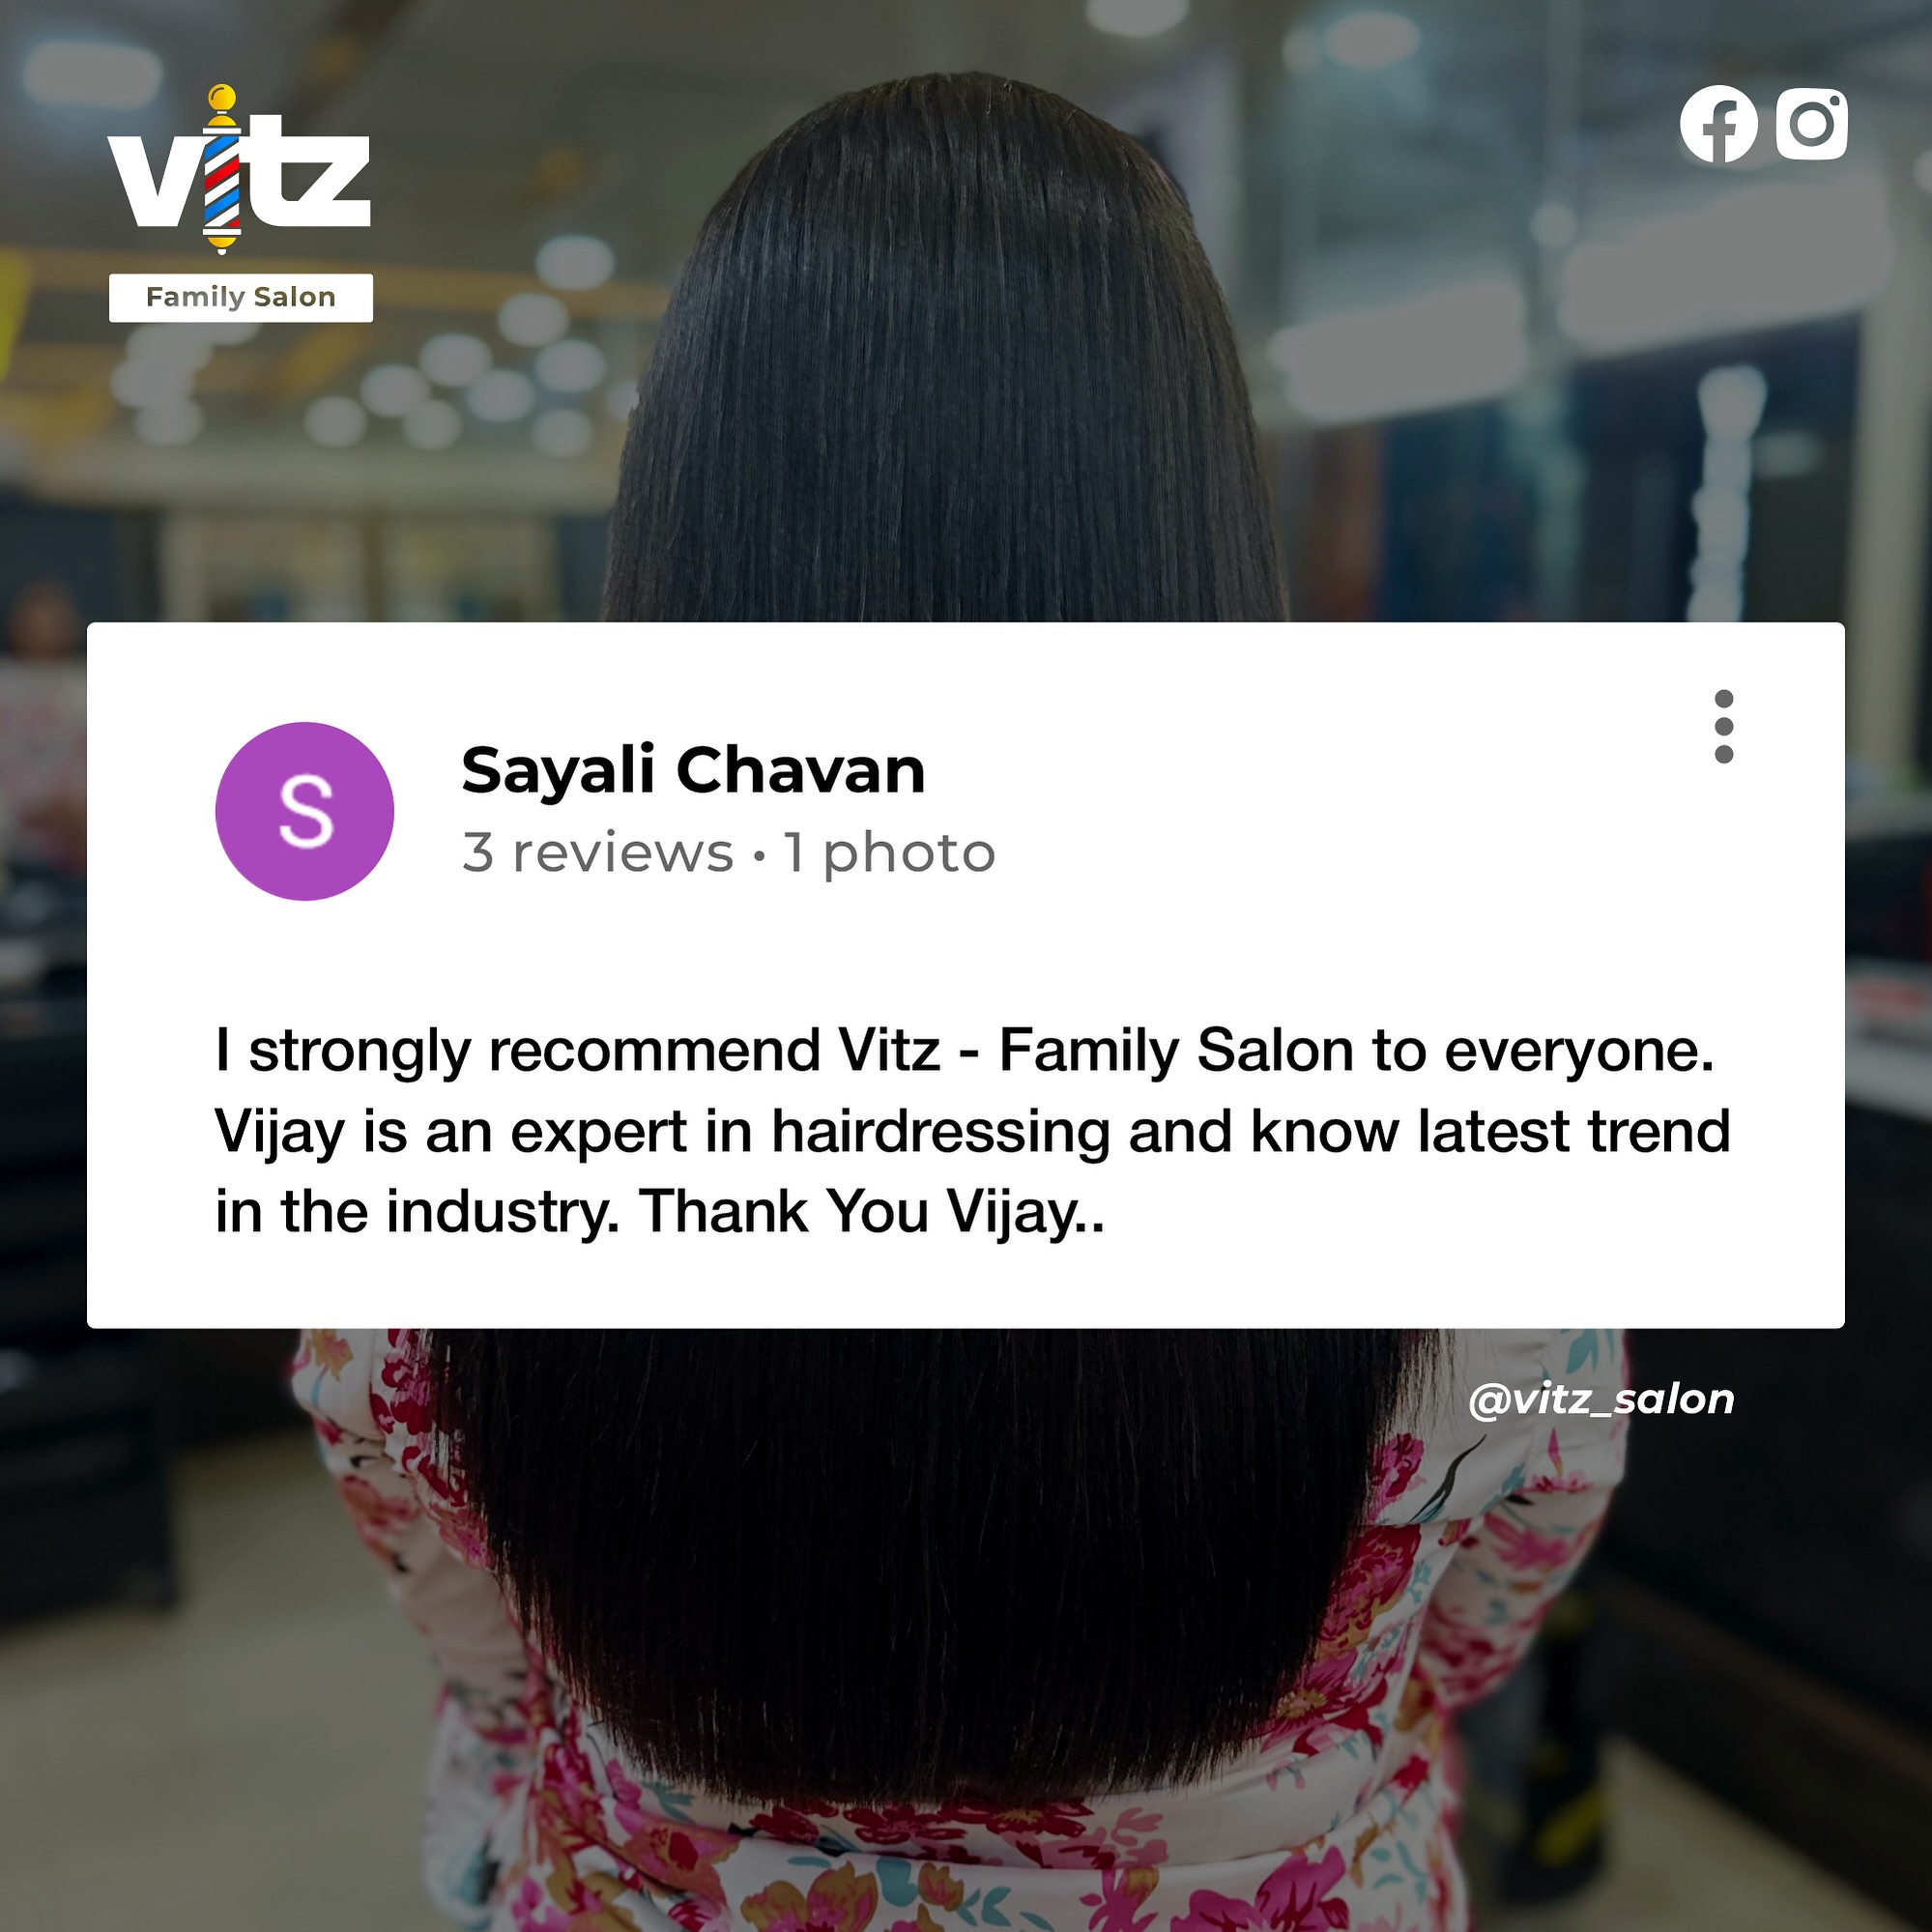 vitz
Family Salon
S
Sayali Chavan
3 reviews • 1 photo
I strongly recommend Vitz - Family Salon to everyone.
Vijay is an expert in hairdressing and know latest trend
in the industry. Thank You Vijay..
@vitz_salon